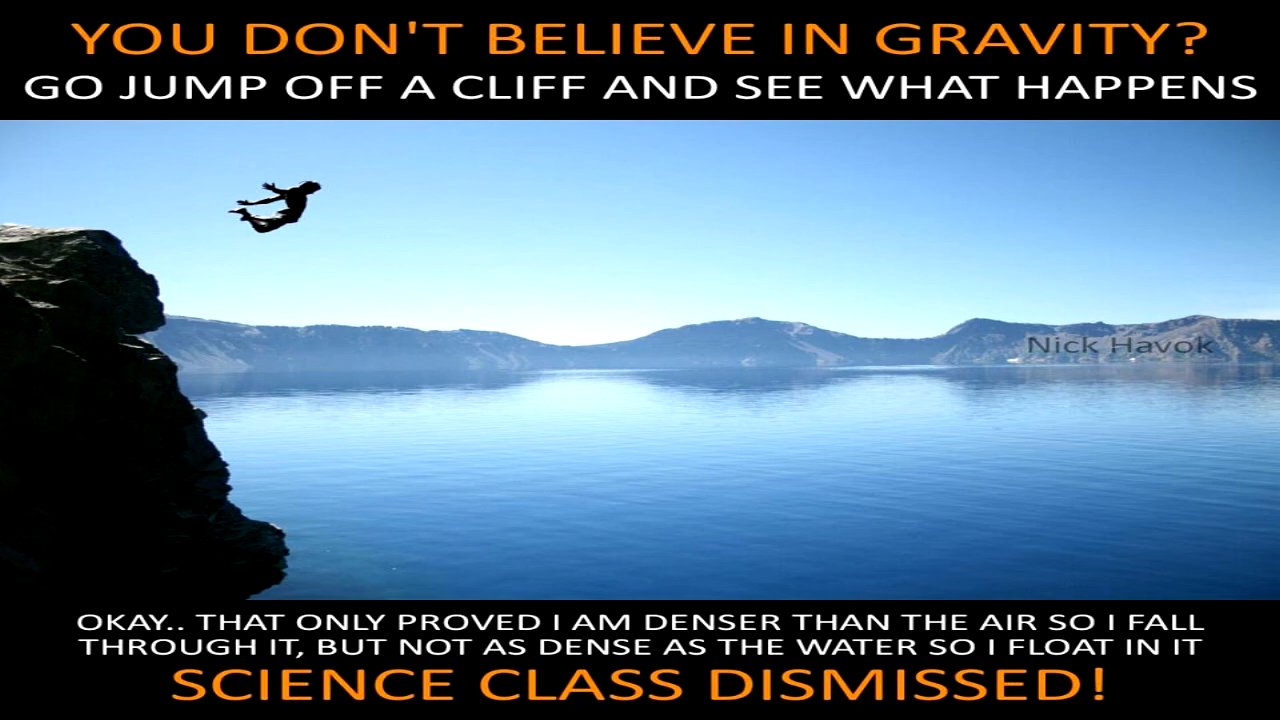 YOU DON'T BELIEVE IN GRAVITY?
GO JUMP OFF A CLIFF AND SEE WHAT HAPPENS
Nick Havok
OKAY.. THAT ONLY PROVED I AM DENSER THAN THE AIR SO I FALL
THROUGH IT, BUT NOT AS DENSE AS THE WATER SO I FLOAT IN IT
SCIENCE CLASS DISMISSED!